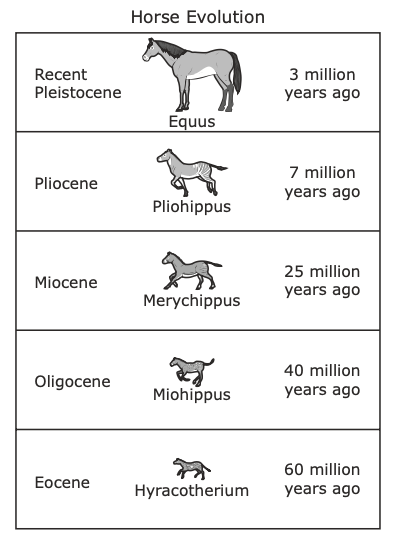 Horse Evolution
Recent
Pleistocene
Equus
3 million
years ago
Pliocene
Pliohippus
7 million
years ago
Miocene
Merychippus
25 million
years ago
Oligocene
Miohippus
40 million
years ago
Eocene
Hyracotherium
60 million
years ago